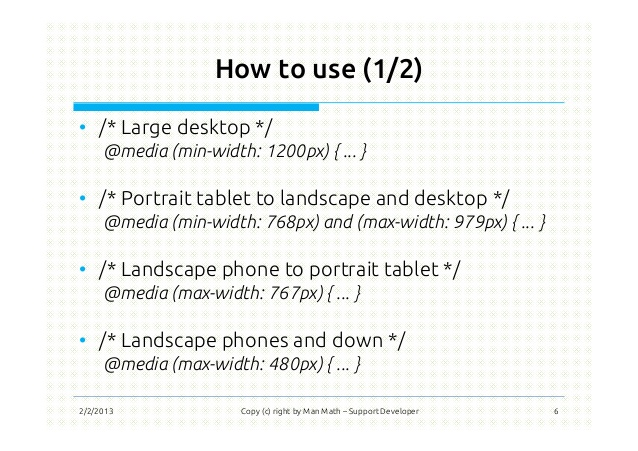 How to use (1/2)
• /* Large desktop */
@media (min-width: 1200px) { ... }
• /* Portrait tablet to landscape and desktop */
@media (min-width: 768px) and (max-width: 979px) { ... }
• /* Landscape phone to portrait tablet */
@media (max-width: 767px) { ... }
• /* Landscape phones and down */
@media (max-width: 480px) { ... }
2/2/2013 Copy (c) right by Man Math – Support Developer 6